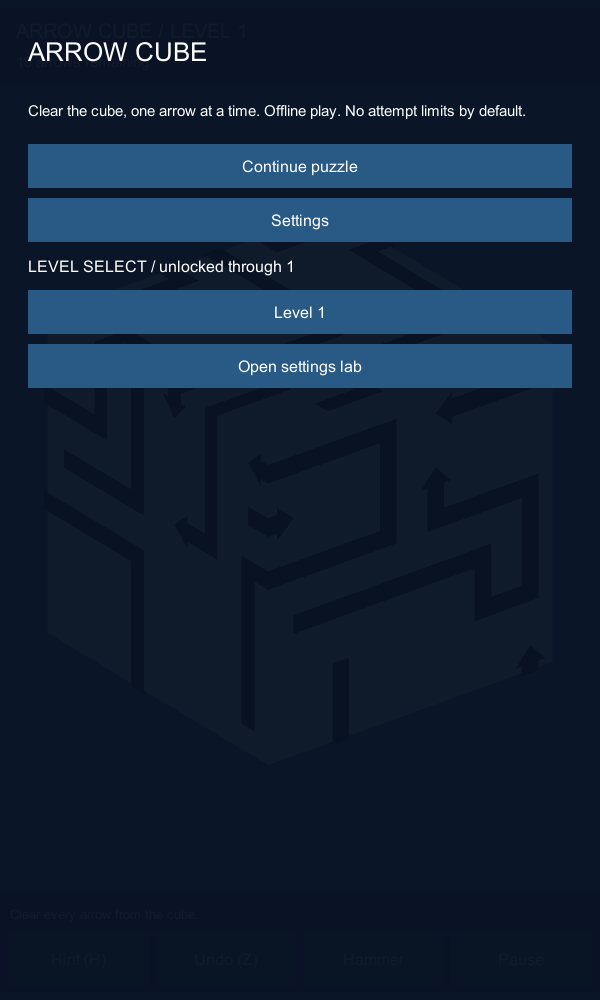 ARROW CUBE / LEVEL 1
ARROW CUBE
Clear the cube, one arrow at a time. Offline play. No attempt limits by default.
Continue puzzle
Settings
LEVEL SELECT / unlocked through 1
Level 1
Open settings lab
Clear every arrow from the cube
Hint (H)
Undo (Z)
Hammer
Pause